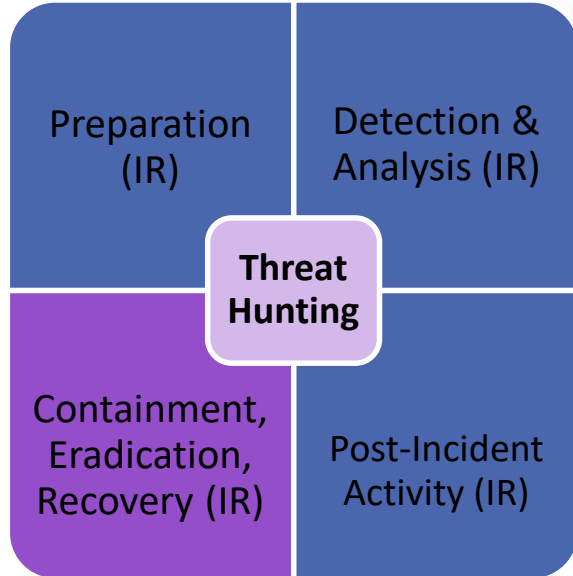 Preparation
(IR)
Detection &
Analysis (IR)
Threat
Hunting
Containment,
Eradication,
Recovery (IR)
Post-Incident
Activity (IR)